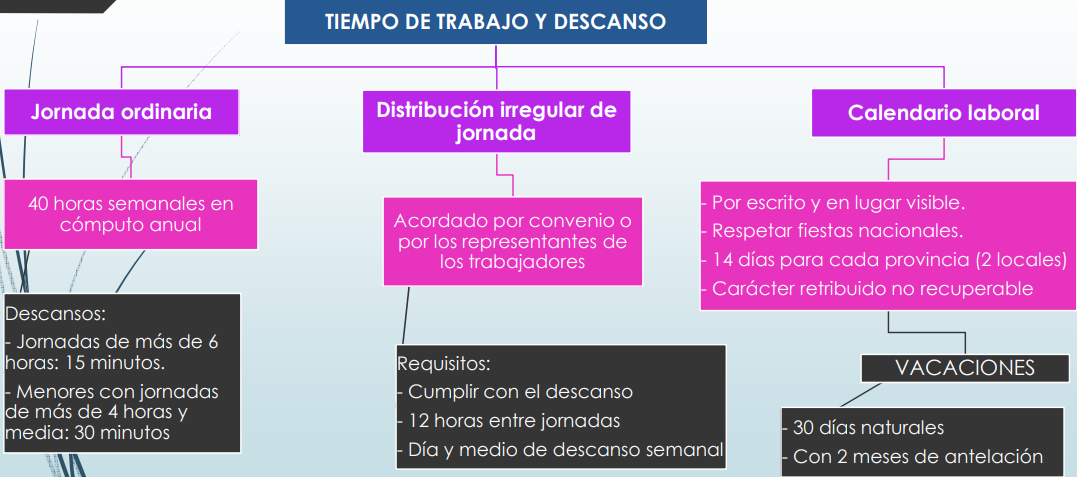 TIEMPO DE TRABAJO Y DESCANSO
Jornada ordinaria
40 horas semanales en
cómputo anual
Descansos:
- Jornadas de más de 6
horas: 15 minutos.
- Menores con jornadas
de más de 4 horas y
media: 30 minutos
Distribución irregular de
jornada
Acordado por convenio o
por los representantes de
los trabajadores
Requisitos:
- Cumplir con el descanso
- 12 horas entre jornadas
- Día y medio de descanso semanal
Calendario laboral
- Por escrito y en lugar visible.
- Respetar fiestas nacionales.
- 14 días para cada provincia (2 locales)
- Carácter retribuido no recuperable
VACACIONES
- 30 días naturales
- Con 2 meses de antelación